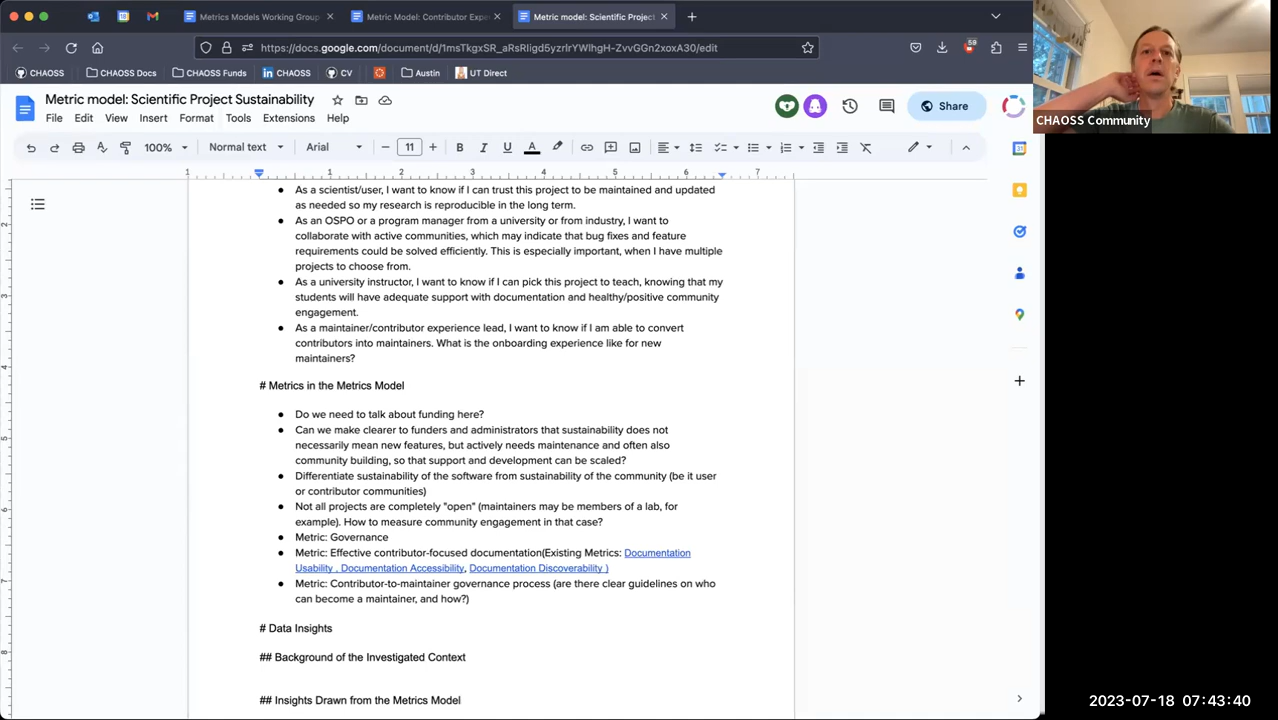 Metrics Models Working Group
Metric Model: Contributor Expe
Metric model: Scientific Project
https://docs.google.com/document/d/1msTkgxSR_aRsRIigd5yzrIrYWIhgH-ZvvGGn2xoxA30/edit
59
CHAOSS
CHAOSS Docs
CHAOSS Funds
CHAOSS
CV
Austin
UT Direct
Metric model: Scientific Project Sustainability
File Edit View Insert Format Tools Extensions Help
Share
CHAOSS Community
100% Normal text Arial 11
1 1 2 3 4 5 6 7
As a scientist/user, I want to know if I can trust this project to be maintained and updated
as needed so my research is reproducible in the long term.
As an OSPO or a program manager from a university or from industry, I want to
collaborate with active communities, which may indicate that bug fixes and feature
requirements could be solved efficiently. This is especially important, when I have multiple
projects to choose from.
As a university instructor, I want to know if I can pick this project to teach, knowing that my
students will have adequate support with documentation and healthy/positive community
engagement.
As a maintainer/contributor experience lead, I want to know if I am able to convert
contributors into maintainers. What is the onboarding experience like for new
maintainers?
# Metrics in the Metrics Model
Do we need to talk about funding here?
Can we make clearer to funders and administrators that sustainability does not
necessarily mean new features, but actively needs maintenance and often also
community building, so that support and development can be scaled?
Differentiate sustainability of the software from sustainability of the community (be it user
or contributor communities)
Not all projects are completely "open" (maintainers may be members of a lab, for
example). How to measure community engagement in that case?
Metric: Governance
Metric: Effective contributor-focused documentation(Existing Metrics: Documentation
Usability , Documentation Accessibility, Documentation Discoverability )
Metric: Contributor-to-maintainer governance process (are there clear guidelines on who
can become a maintainer, and how?)
# Data Insights
## Background of the Investigated Context
## Insights Drawn from the Metrics Model
2023-07-18 07:43:40